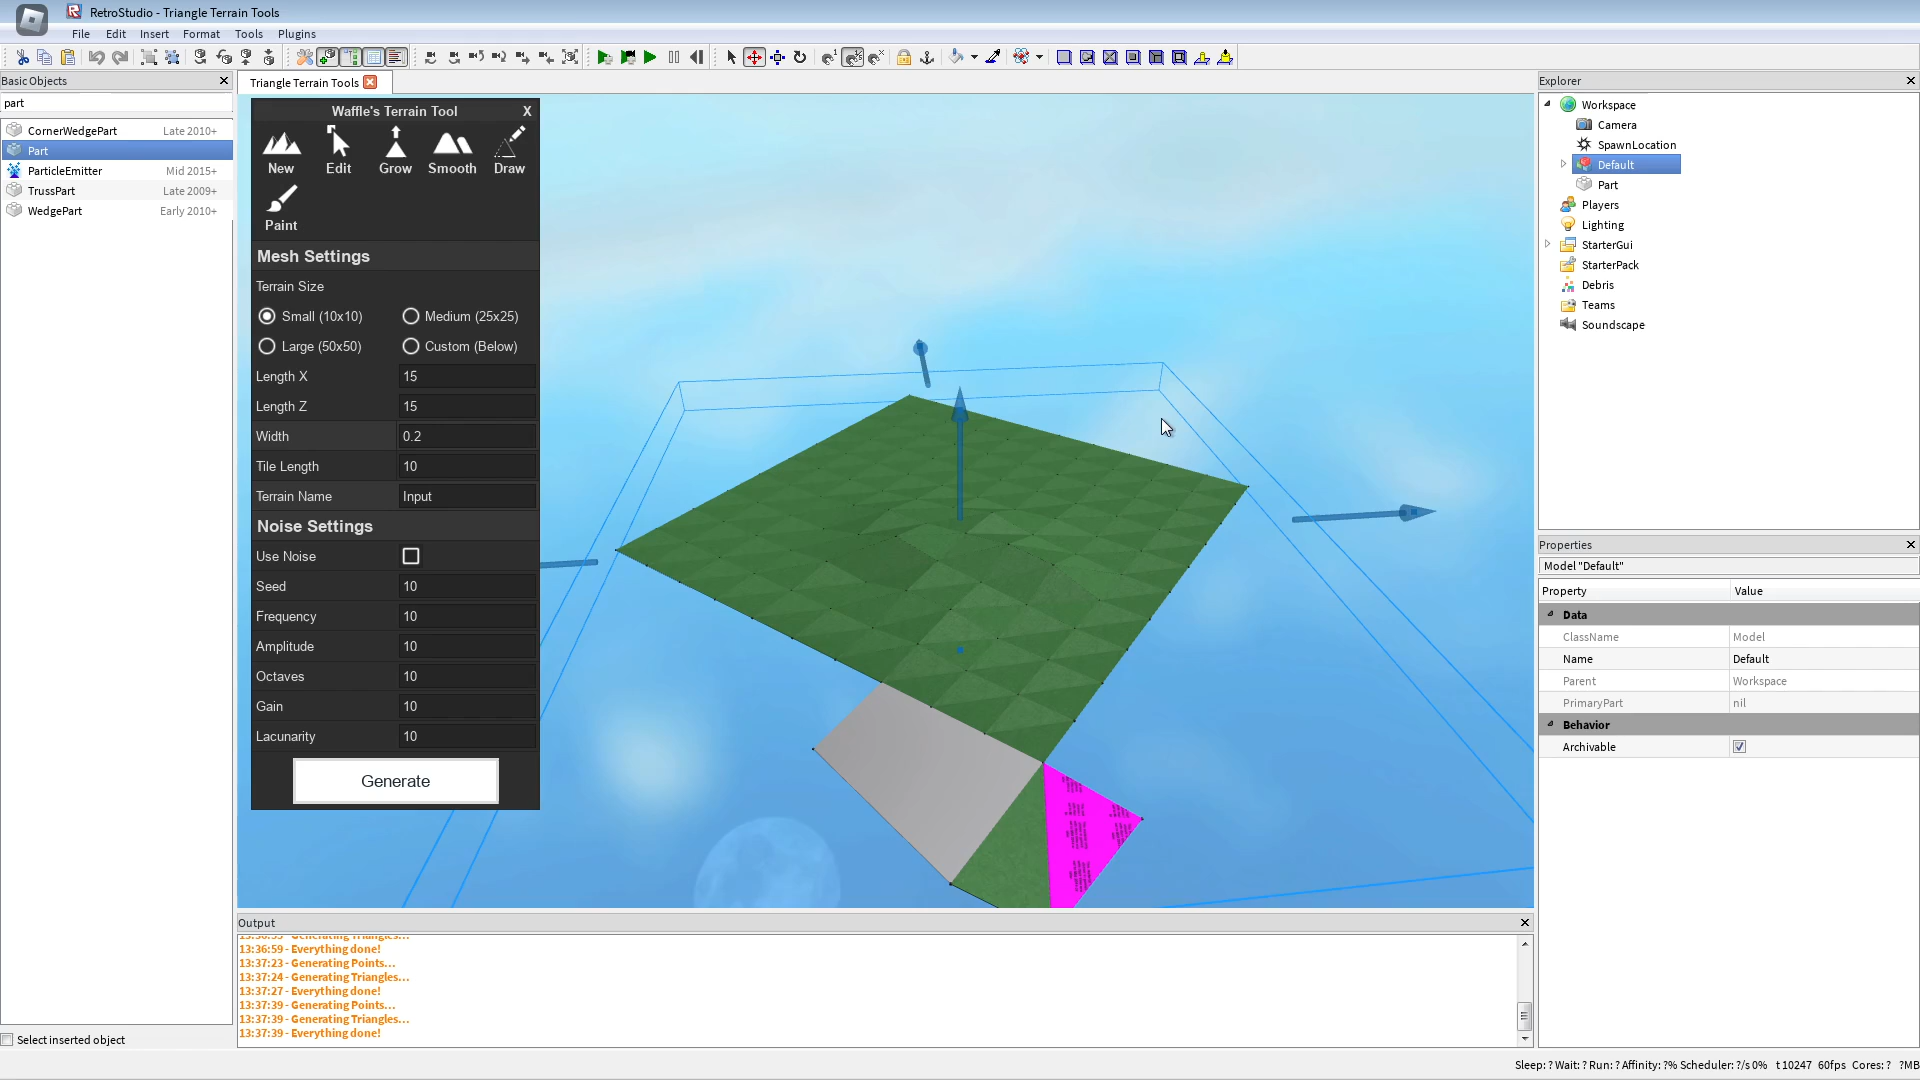 RetroStudio - Triangle Terrain Tools
File Edit Insert Format Tools Plugins
Basic Objects
part
CornerWedgePart Late 2010+
Part
ParticleEmitter Mid 2015+
TrussPart Late 2009+
WedgePart Early 2010+
Select inserted object
Triangle Terrain Tools
Waffle's Terrain Tool X
New Edit Grow Smooth Draw
Paint
Mesh Settings
Terrain Size
Small (10x10) Medium (25x25)
Large (50x50) Custom (Below)
Length X 15
Length Z 15
Width 0.2
Tile Length 10
Terrain Name Input
Noise Settings
Use Noise
Seed 10
Frequency 10
Amplitude 10
Octaves 10
Gain 10
Lacunarity 10
Generate
Output
13:36:59 - Generating Triangles...
13:36:59 - Everything done!
13:37:23 - Generating Points...
13:37:24 - Generating Triangles...
13:37:27 - Everything done!
13:37:39 - Generating Points...
13:37:39 - Generating Triangles...
13:37:39 - Everything done!
Explorer
Workspace
Camera
SpawnLocation
Default
Part
Players
Lighting
StarterGui
StarterPack
Debris
Teams
Soundscape
Properties
Model "Default"
Property Value
Data
ClassName Model
Name Default
Parent Workspace
PrimaryPart nil
Behavior
Archivable
Sleep: ? Wait: ? Run: ? Affinity: ?% Scheduler: ?/s 0% t 10247 60fps Cores: ? ?MB